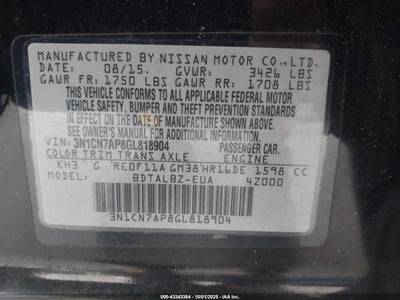 MANUFACTURED BY NISSAN MOTOR CO., LTD.
DATE: 08/15. GVWR: 3426 LBS
GAWR FR: 1750 LBS GAWR RR: 1708 LBS
THIS VEHICLE CONFORMS TO ALL APPLICABLE FEDERAL MOTOR
VEHICLE SAFETY, BUMPER AND THEFT PREVENTION STANDARDS
IN EFFECT ON THE DATE OF MANUFACTURE SHOWN ABOVE.
SEE OWNER'S MANUAL FOR ADDITIONAL INFORMATION.
VIN: 3N1CN7AP8GL818904 PASSENGER CAR.
COLOR TRIM TRANS AXLE ENGINE
KH3 G RE0F11A GM38 HR16DE 1598 CC
MODEL: BDTALBZ-EUA 4Z000
3N1CN7AP8GL818904
000-43343364 - 10/01/2025 - IAAI.COM